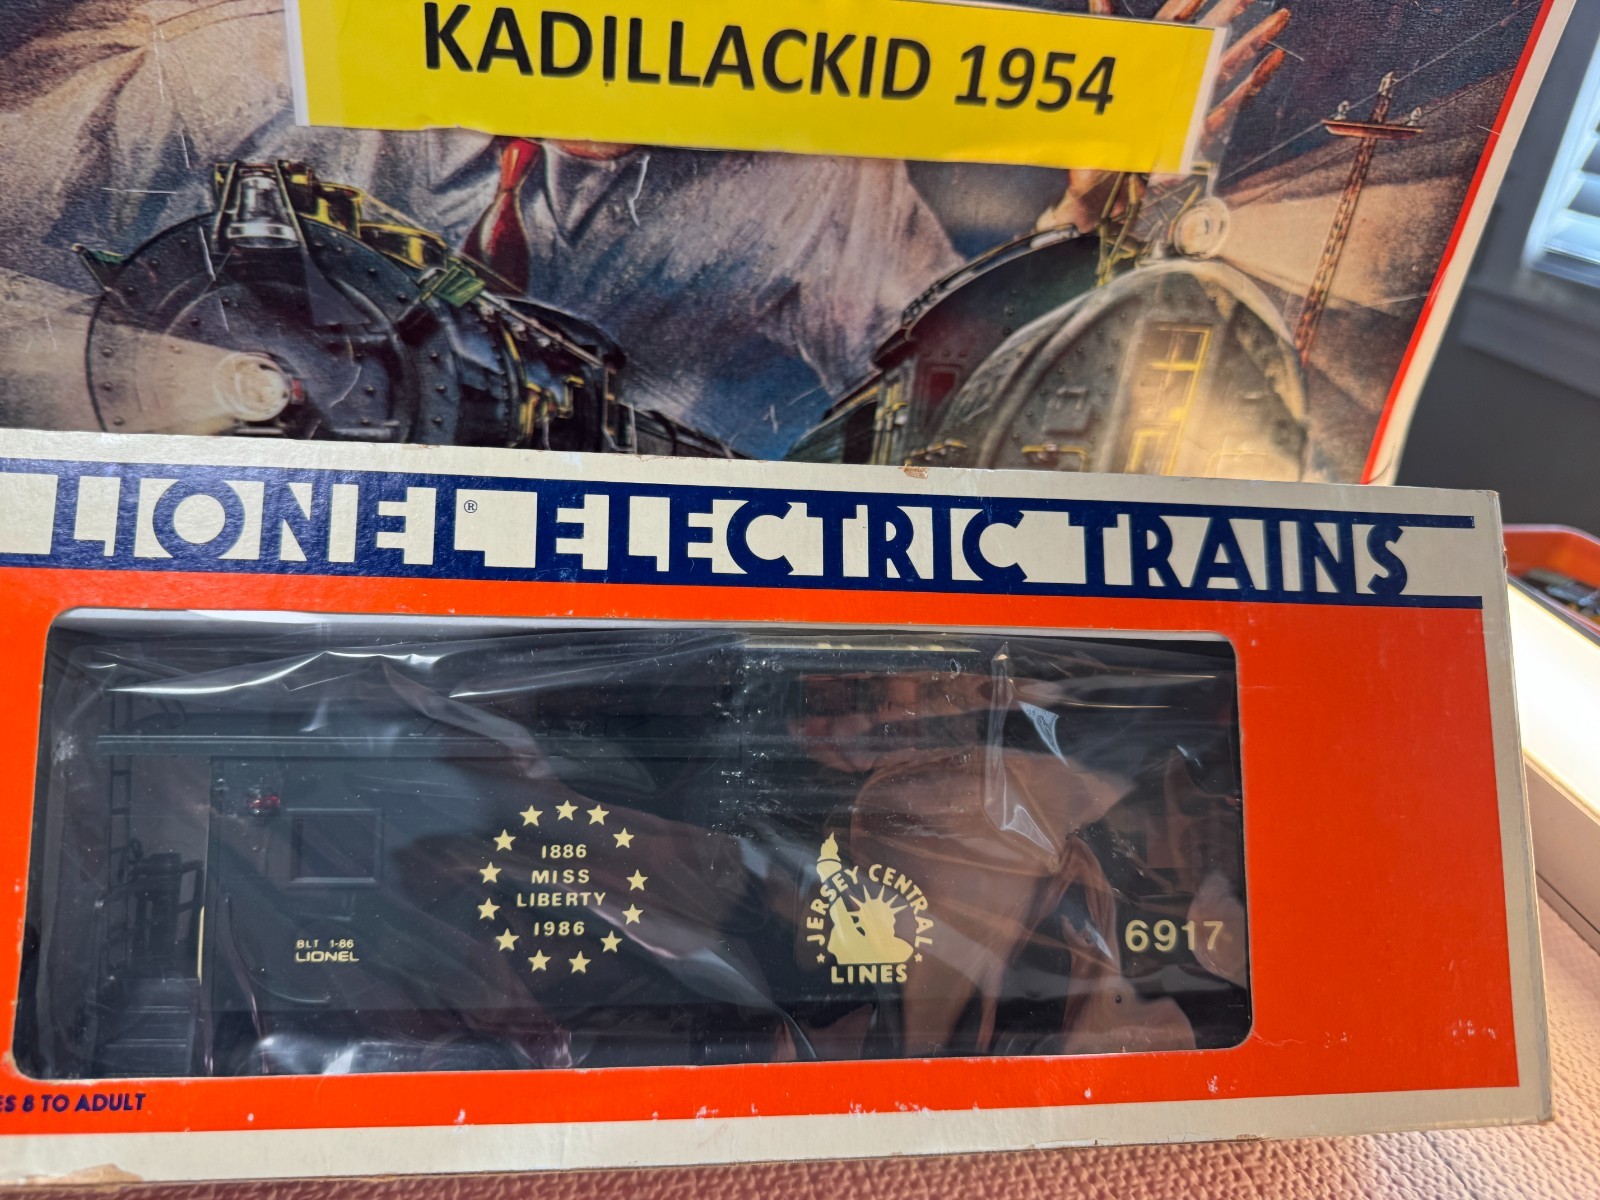 KADILLACKID 1954
LIONEL® ELECTRIC TRAINS
1886
MISS
LIBERTY
1986
BLT 1-86
LIONEL
JERSEY CENTRAL
LINES
6917
ES 8 TO ADULT